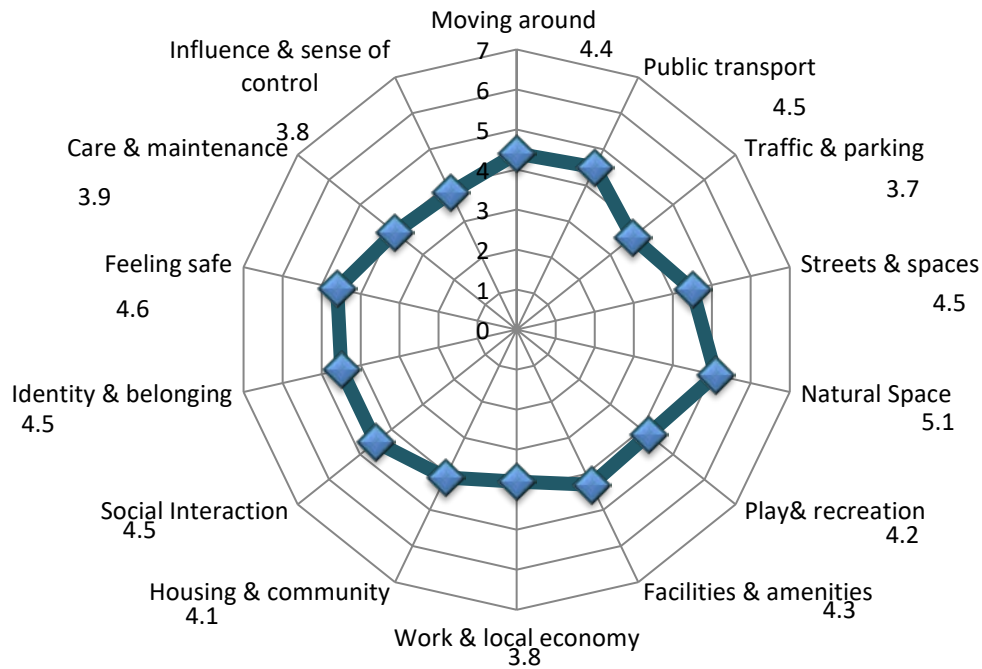 Moving around
4.4
Public transport
4.5
Traffic & parking
3.7
Streets & spaces
4.5
Natural Space
5.1
Play& recreation
4.2
Facilities & amenities
4.3
Work & local economy
3.8
Housing & community
4.1
Social Interaction
4.5
Identity & belonging
4.5
Feeling safe
4.6
Care & maintenance
3.9
Influence & sense of
control
3.8
7
6
5
4
3
2
1
0